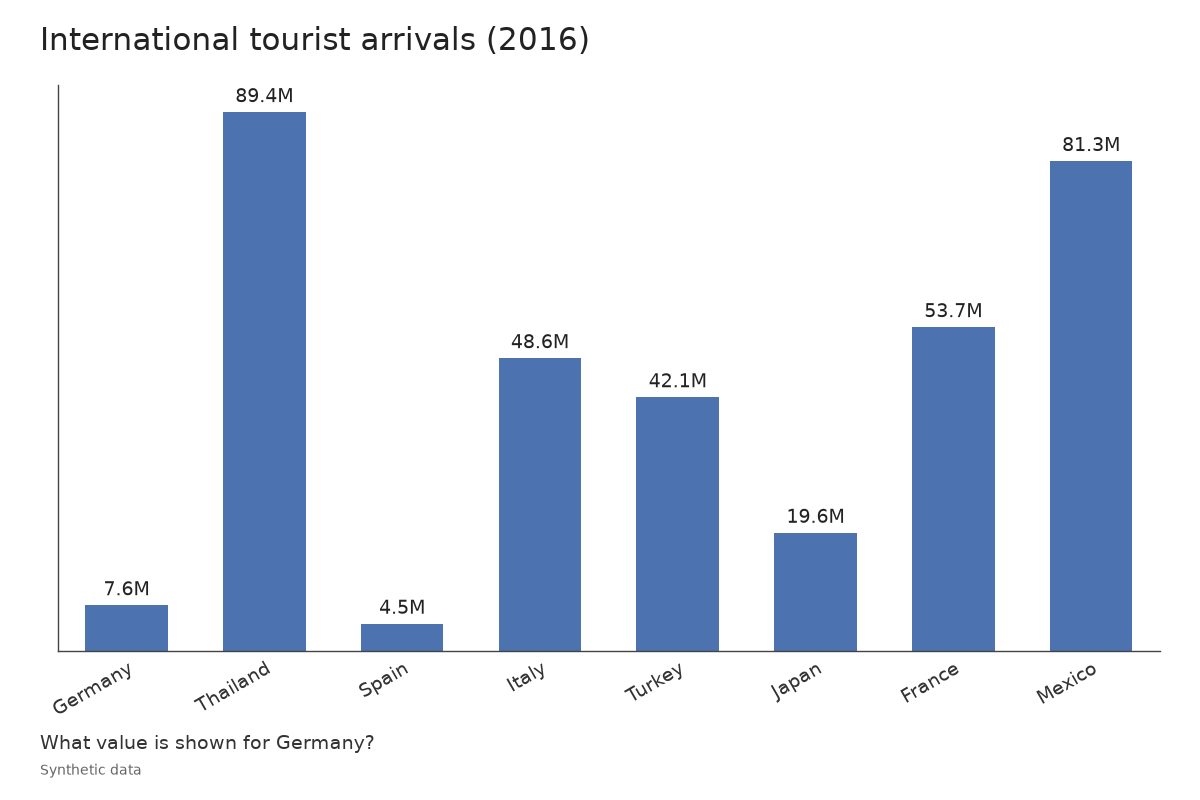 International tourist arrivals (2016)
89.4M
81.3M
53.7M
48.6M
42.1M
19.6M
7.6M
4.5M
Germany
Thailand
Spain
Italy
Turkey
Japan
France
Mexico
What value is shown for Germany?
Synthetic data